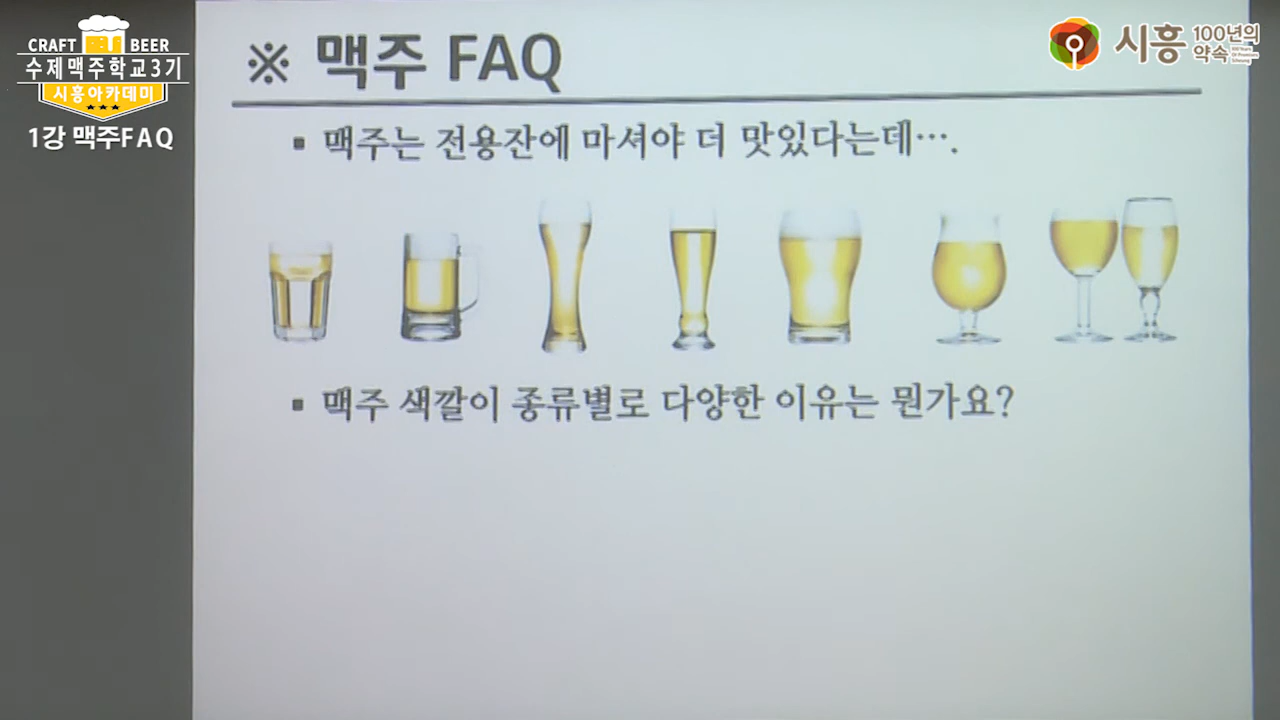 CRAFT BEER
수제맥주학교3기
시흥아카데미
1강 맥주FAQ
시흥 100년의 약속
※ 맥주 FAQ
▪ 맥주는 전용잔에 마셔야 더 맛있다는데….
▪ 맥주 색깔이 종류별로 다양한 이유는 뭔가요?